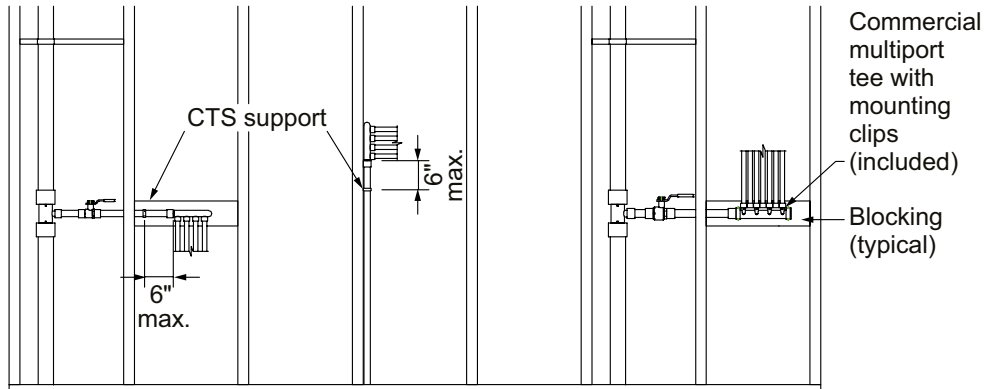 Commercial
multiport
tee with
mounting
clips
(included)
CTS support
6"
max.
Blocking
(typical)
6"
max.